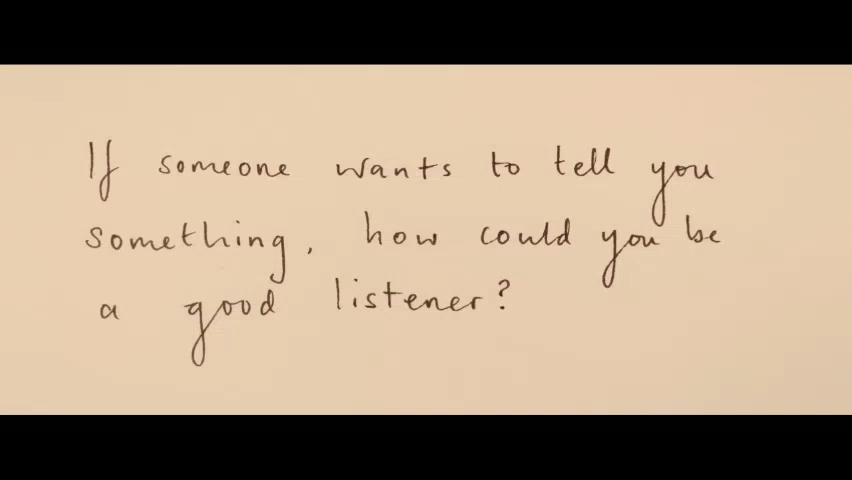 If someone wants to tell you
something, how could you be
a good listener?